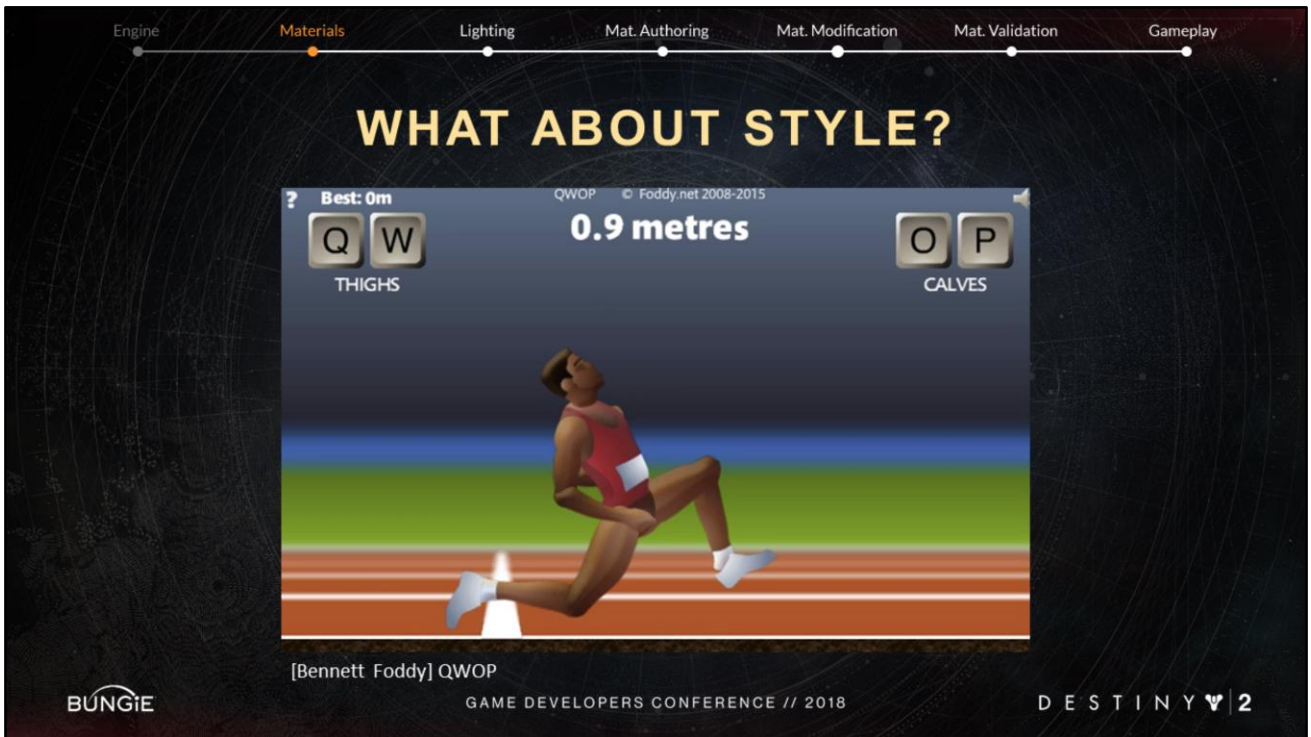 Engine Materials Lighting Mat. Authoring Mat. Modification Mat. Validation Gameplay
WHAT ABOUT STYLE?
? Best: 0m QWOP © Foddy.net 2008-2015
0.9 metres
Q W O P
THIGHS CALVES
[Bennett Foddy] QWOP
BUNGiE GAME DEVELOPERS CONFERENCE // 2018 DESTINY 2